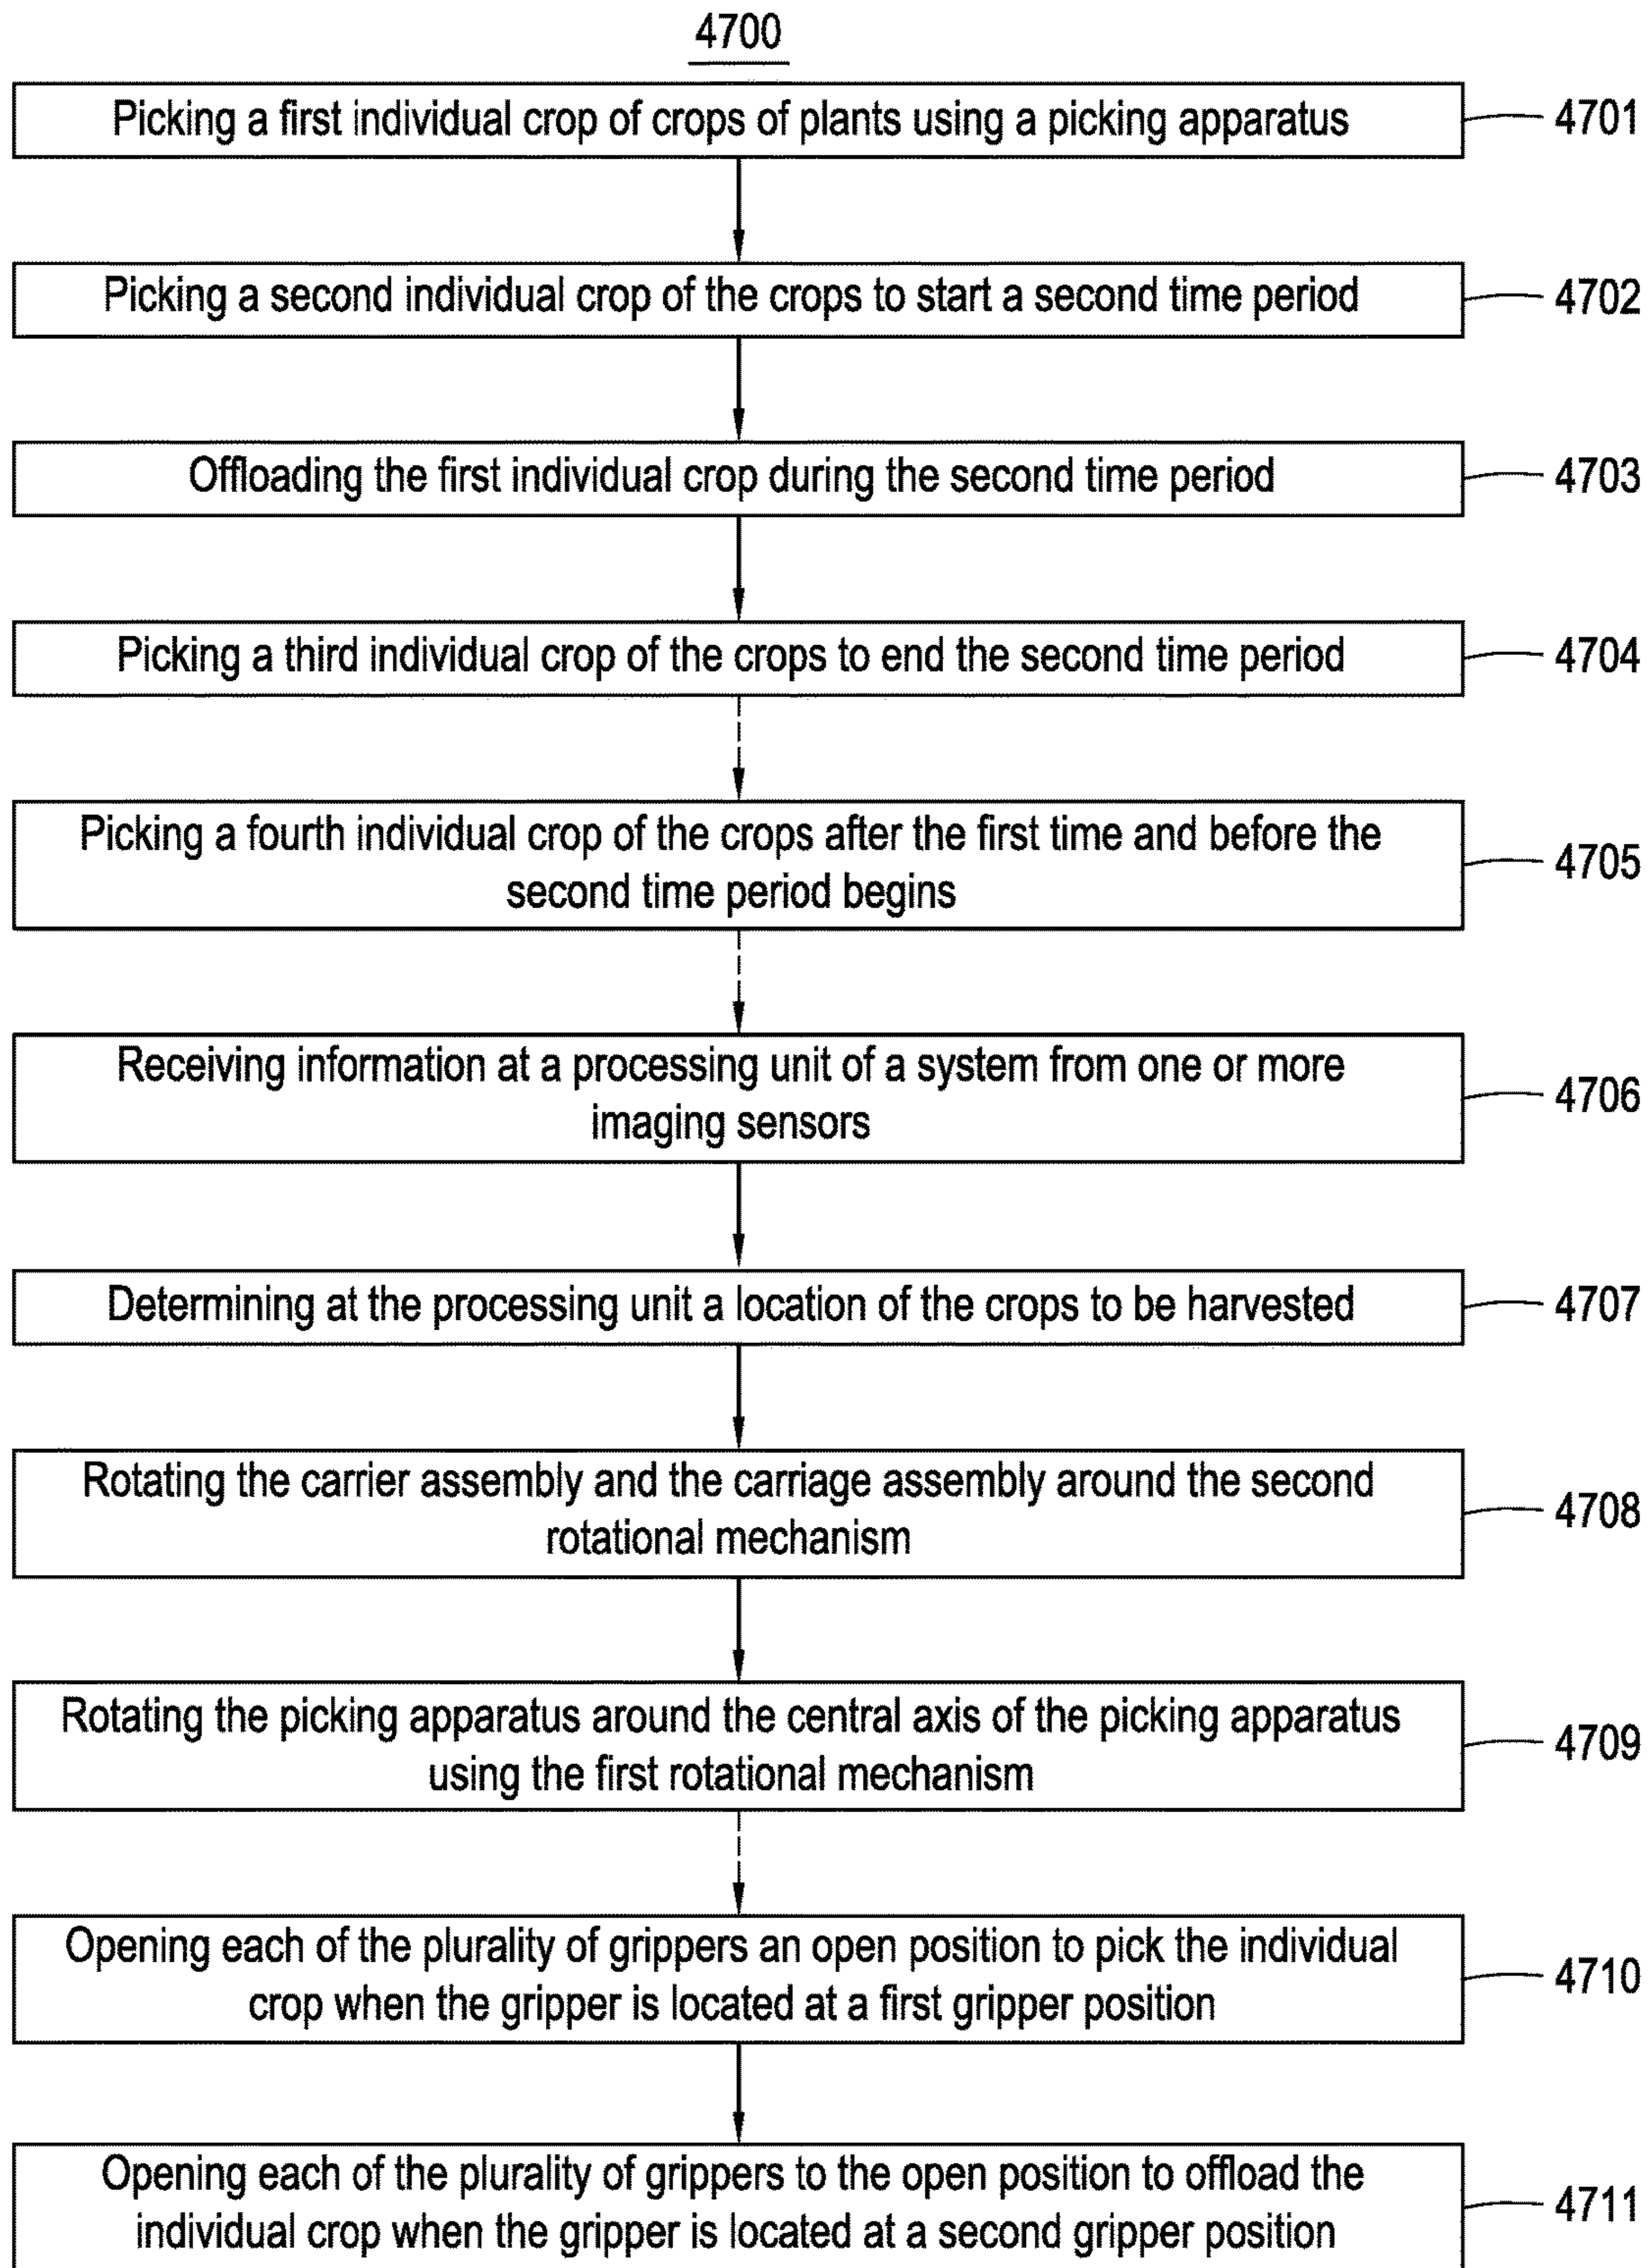 4700
Picking a first individual crop of crops of plants using a picking apparatus
4701
Picking a second individual crop of the crops to start a second time period
4702
Offloading the first individual crop during the second time period
4703
Picking a third individual crop of the crops to end the second time period
4704
Picking a fourth individual crop of the crops after the first time and before the
second time period begins
4705
Receiving information at a processing unit of a system from one or more
imaging sensors
4706
Determining at the processing unit a location of the crops to be harvested
4707
Rotating the carrier assembly and the carriage assembly around the second
rotational mechanism
4708
Rotating the picking apparatus around the central axis of the picking apparatus
using the first rotational mechanism
4709
Opening each of the plurality of grippers an open position to pick the individual
crop when the gripper is located at a first gripper position
4710
Opening each of the plurality of grippers to the open position to offload the
individual crop when the gripper is located at a second gripper position
4711